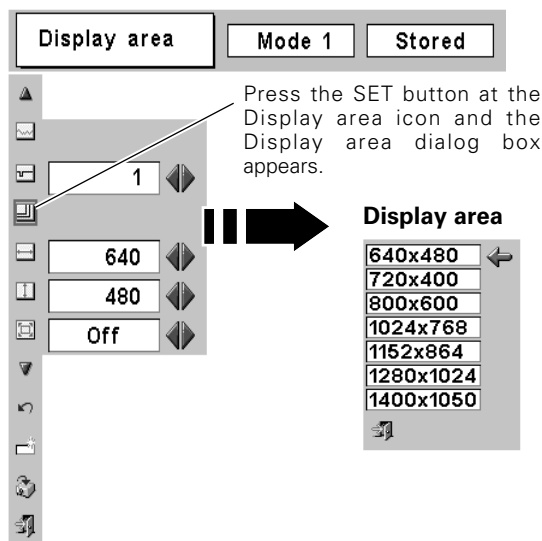 Display area
Mode 1
Stored
Press the SET button at the
Display area icon and the
Display area dialog box
appears.
1
640
480
Off
Display area
640x480
720x400
800x600
1024x768
1152x864
1280x1024
1400x1050